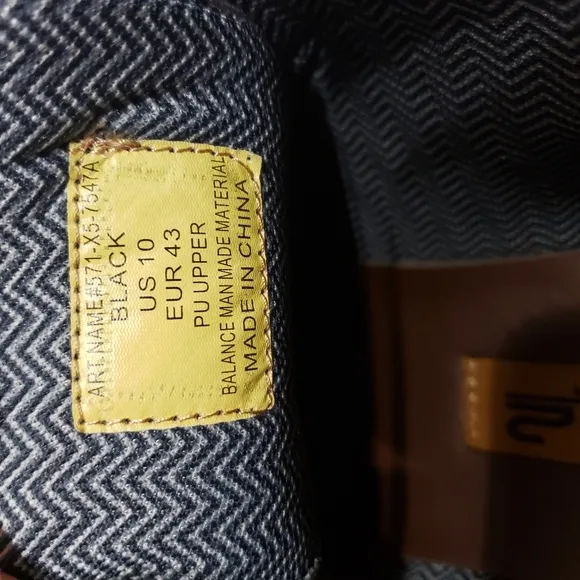 ART NAME#571-X5-7547A
BLACK
US 10
EUR 43
PU UPPER
BALANCE MAN MADE MATERIAL
MADE IN CHINA